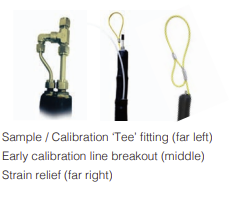 Sample / Calibration ‘Tee’ fitting (far left)
Early calibration line breakout (middle)
Strain relief (far right)